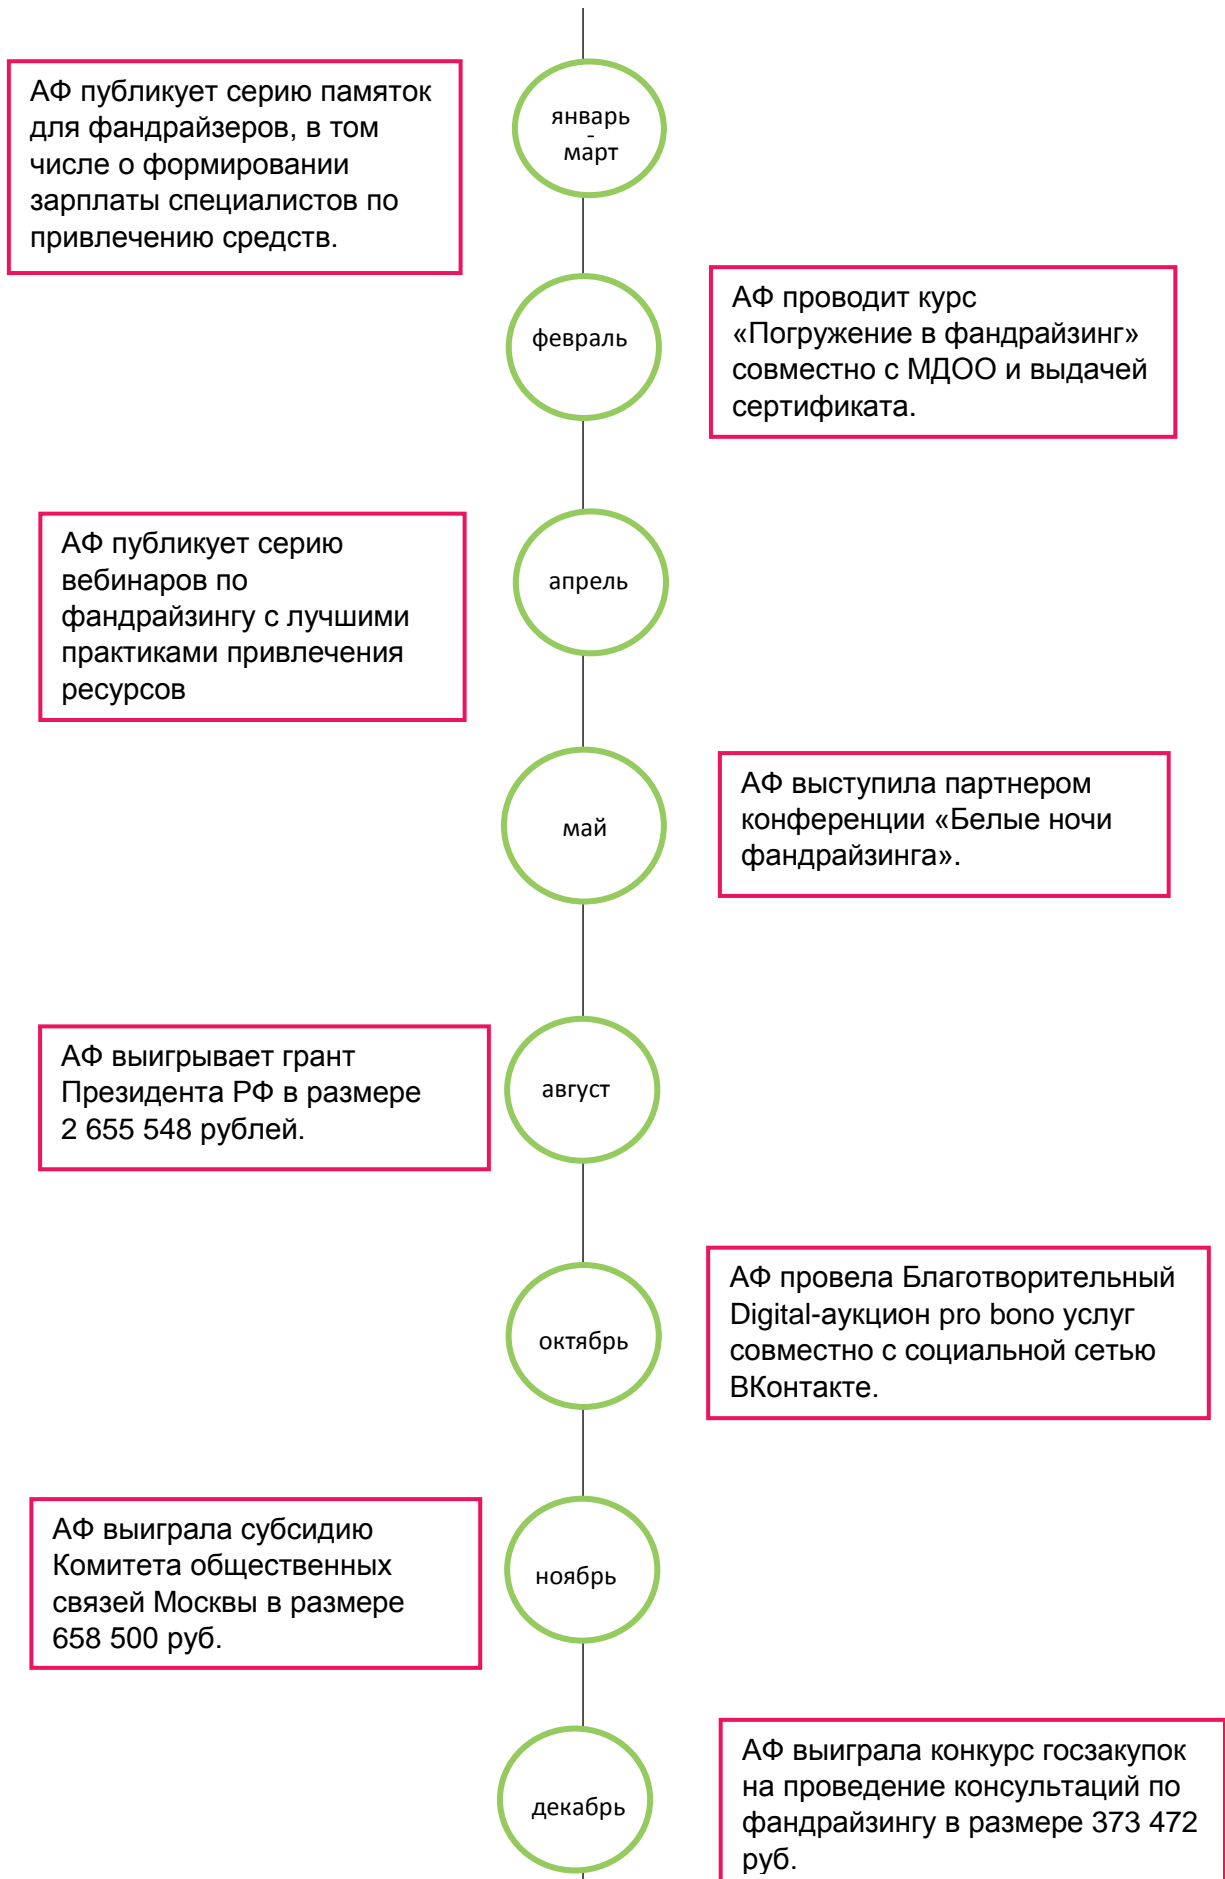 АФ публикует серию памяток
для фандрайзеров, в том
числе о формировании
зарплаты специалистов по
привлечению средств.
январь
-
март
февраль
АФ проводит курс
«Погружение в фандрайзинг»
совместно с МДОО и выдачей
сертификата.
АФ публикует серию
вебинаров по
фандрайзингу с лучшими
практиками привлечения
ресурсов
апрель
май
АФ выступила партнером
конференции «Белые ночи
фандрайзинга».
АФ выигрывает грант
Президента РФ в размере
2 655 548 рублей.
август
октябрь
АФ провела Благотворительный
Digital-аукцион pro bono услуг
совместно с социальной сетью
ВКонтакте.
АФ выиграла субсидию
Комитета общественных
связей Москвы в размере
658 500 руб.
ноябрь
декабрь
АФ выиграла конкурс госзакупок
на проведение консультаций по
фандрайзингу в размере 373 472
руб.